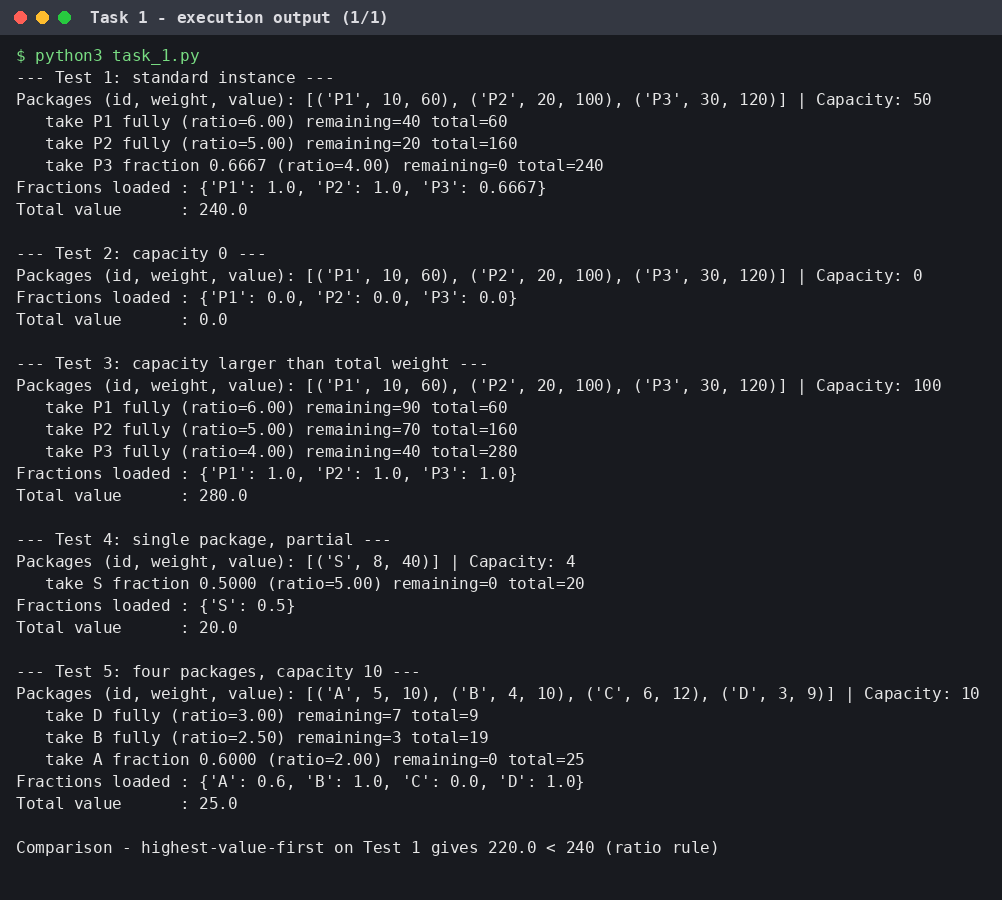 Task 1 - execution output (1/1)
$ python3 task_1.py
--- Test 1: standard instance ---
Packages (id, weight, value): [('P1', 10, 60), ('P2', 20, 100), ('P3', 30, 120)] | Capacity: 50
   take P1 fully (ratio=6.00) remaining=40 total=60
   take P2 fully (ratio=5.00) remaining=20 total=160
   take P3 fraction 0.6667 (ratio=4.00) remaining=0 total=240
Fractions loaded : {'P1': 1.0, 'P2': 1.0, 'P3': 0.6667}
Total value      : 240.0

--- Test 2: capacity 0 ---
Packages (id, weight, value): [('P1', 10, 60), ('P2', 20, 100), ('P3', 30, 120)] | Capacity: 0
Fractions loaded : {'P1': 0.0, 'P2': 0.0, 'P3': 0.0}
Total value      : 0.0

--- Test 3: capacity larger than total weight ---
Packages (id, weight, value): [('P1', 10, 60), ('P2', 20, 100), ('P3', 30, 120)] | Capacity: 100
   take P1 fully (ratio=6.00) remaining=90 total=60
   take P2 fully (ratio=5.00) remaining=70 total=160
   take P3 fully (ratio=4.00) remaining=40 total=280
Fractions loaded : {'P1': 1.0, 'P2': 1.0, 'P3': 1.0}
Total value      : 280.0

--- Test 4: single package, partial ---
Packages (id, weight, value): [('S', 8, 40)] | Capacity: 4
   take S fraction 0.5000 (ratio=5.00) remaining=0 total=20
Fractions loaded : {'S': 0.5}
Total value      : 20.0

--- Test 5: four packages, capacity 10 ---
Packages (id, weight, value): [('A', 5, 10), ('B', 4, 10), ('C', 6, 12), ('D', 3, 9)] | Capacity: 10
   take D fully (ratio=3.00) remaining=7 total=9
   take B fully (ratio=2.50) remaining=3 total=19
   take A fraction 0.6000 (ratio=2.00) remaining=0 total=25
Fractions loaded : {'A': 0.6, 'B': 1.0, 'C': 0.0, 'D': 1.0}
Total value      : 25.0

Comparison - highest-value-first on Test 1 gives 220.0 < 240 (ratio rule)